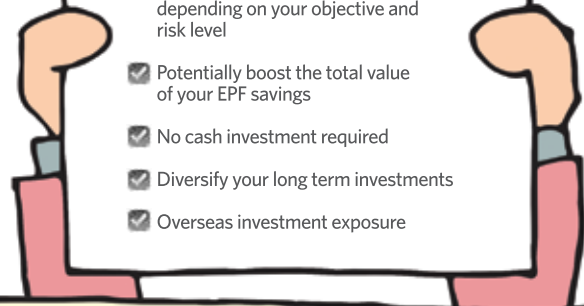 depending on your objective and
risk level
Potentially boost the total value
of your EPF savings
No cash investment required
Diversify your long term investments
Overseas investment exposure